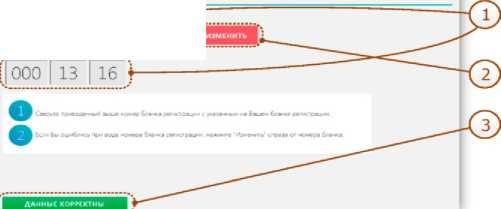 1
ИЗМЕНИТЬ
000 13 16
2
1 Сверьте приведенный выше номер бланка регистрации с указанным на Вашем бланке регистрации.
2 Если Вы ошиблись при вводе номера бланка регистрации, нажмите "Изменить" справа от номера бланка.
3
ДАННЫЕ КОРРЕКТНЫ